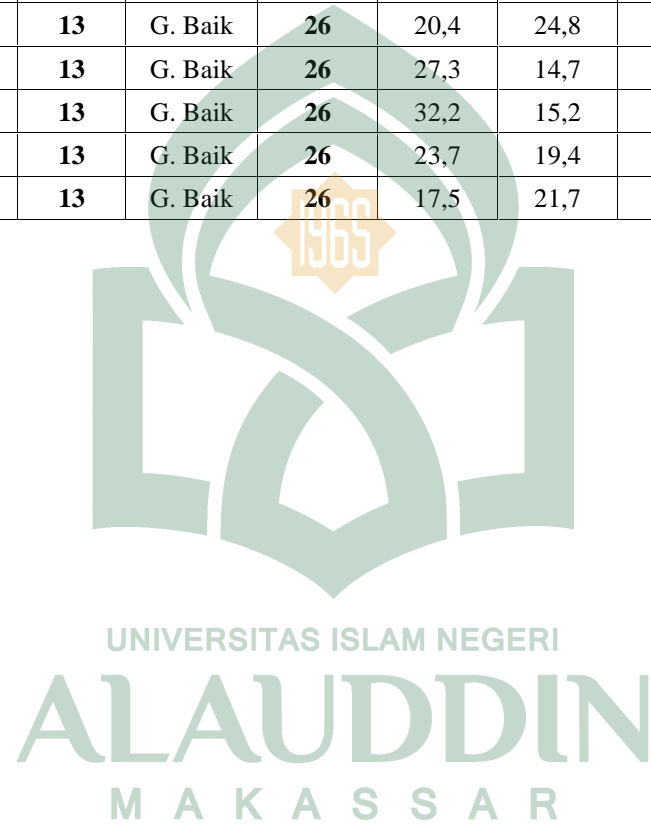 13 G. Baik 26 20,4 24,8
13 G. Baik 26 27,3 14,7
13 G. Baik 26 32,2 15,2
13 G. Baik 26 23,7 19,4
13 G. Baik 26 17,5 21,7
1965
UNIVERSITAS ISLAM NEGERI
ALAUDDIN
MAKASSAR